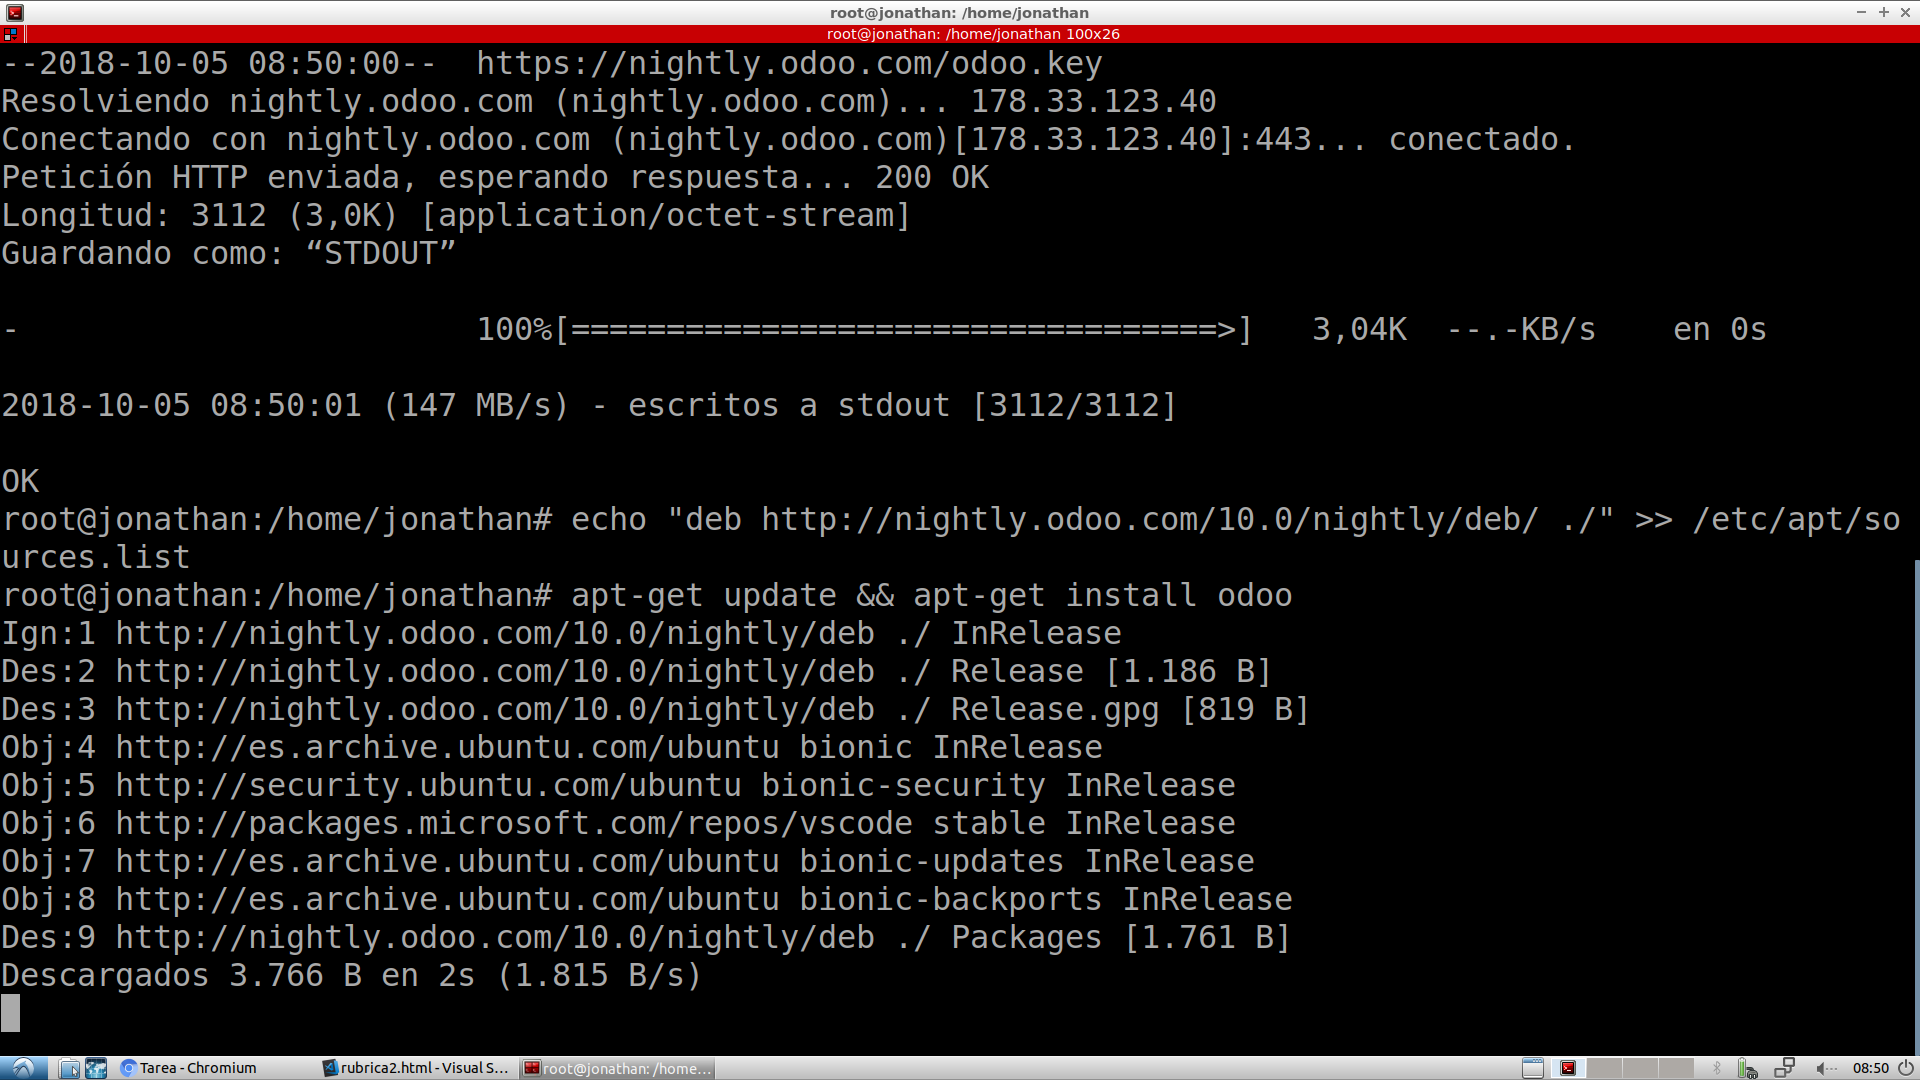 root@jonathan: /home/jonathan
root@jonathan: /home/jonathan 100x26
--2018-10-05 08:50:00--  https://nightly.odoo.com/odoo.key
Resolviendo nightly.odoo.com (nightly.odoo.com)... 178.33.123.40
Conectando con nightly.odoo.com (nightly.odoo.com)[178.33.123.40]:443... conectado.
Petición HTTP enviada, esperando respuesta... 200 OK
Longitud: 3112 (3,0K) [application/octet-stream]
Guardando como: “STDOUT”
-                        100%[==================================>]   3,04K  --.-KB/s    en 0s
2018-10-05 08:50:01 (147 MB/s) - escritos a stdout [3112/3112]
OK
root@jonathan:/home/jonathan# echo "deb http://nightly.odoo.com/10.0/nightly/deb/ ./" >> /etc/apt/so
urces.list
root@jonathan:/home/jonathan# apt-get update && apt-get install odoo
Ign:1 http://nightly.odoo.com/10.0/nightly/deb ./ InRelease
Des:2 http://nightly.odoo.com/10.0/nightly/deb ./ Release [1.186 B]
Des:3 http://nightly.odoo.com/10.0/nightly/deb ./ Release.gpg [819 B]
Obj:4 http://es.archive.ubuntu.com/ubuntu bionic InRelease
Obj:5 http://security.ubuntu.com/ubuntu bionic-security InRelease
Obj:6 http://packages.microsoft.com/repos/vscode stable InRelease
Obj:7 http://es.archive.ubuntu.com/ubuntu bionic-updates InRelease
Obj:8 http://es.archive.ubuntu.com/ubuntu bionic-backports InRelease
Des:9 http://nightly.odoo.com/10.0/nightly/deb ./ Packages [1.761 B]
Descargados 3.766 B en 2s (1.815 B/s)
Tarea - Chromium
rubrica2.html - Visual S...
root@jonathan: /home...
08:50